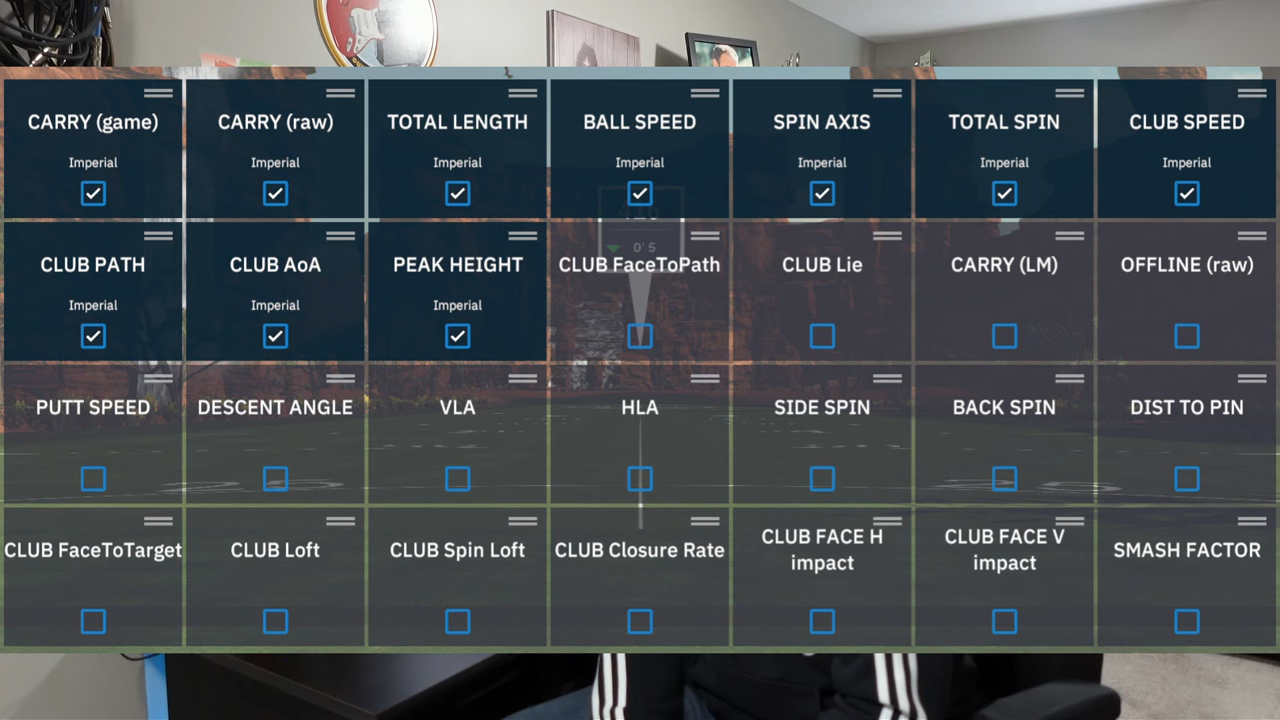 CARRY (game)
Imperial
CARRY (raw)
Imperial
TOTAL LENGTH
Imperial
BALL SPEED
Imperial
SPIN AXIS
Imperial
TOTAL SPIN
Imperial
CLUB SPEED
Imperial
CLUB PATH
Imperial
CLUB AoA
Imperial
PEAK HEIGHT
Imperial
0' 5
CLUB FaceToPath
CLUB Lie
CARRY (LM)
OFFLINE (raw)
PUTT SPEED
DESCENT ANGLE
VLA
HLA
SIDE SPIN
BACK SPIN
DIST TO PIN
CLUB FaceToTarget
CLUB Loft
CLUB Spin Loft
CLUB Closure Rate
CLUB FACE H
impact
CLUB FACE V
impact
SMASH FACTOR